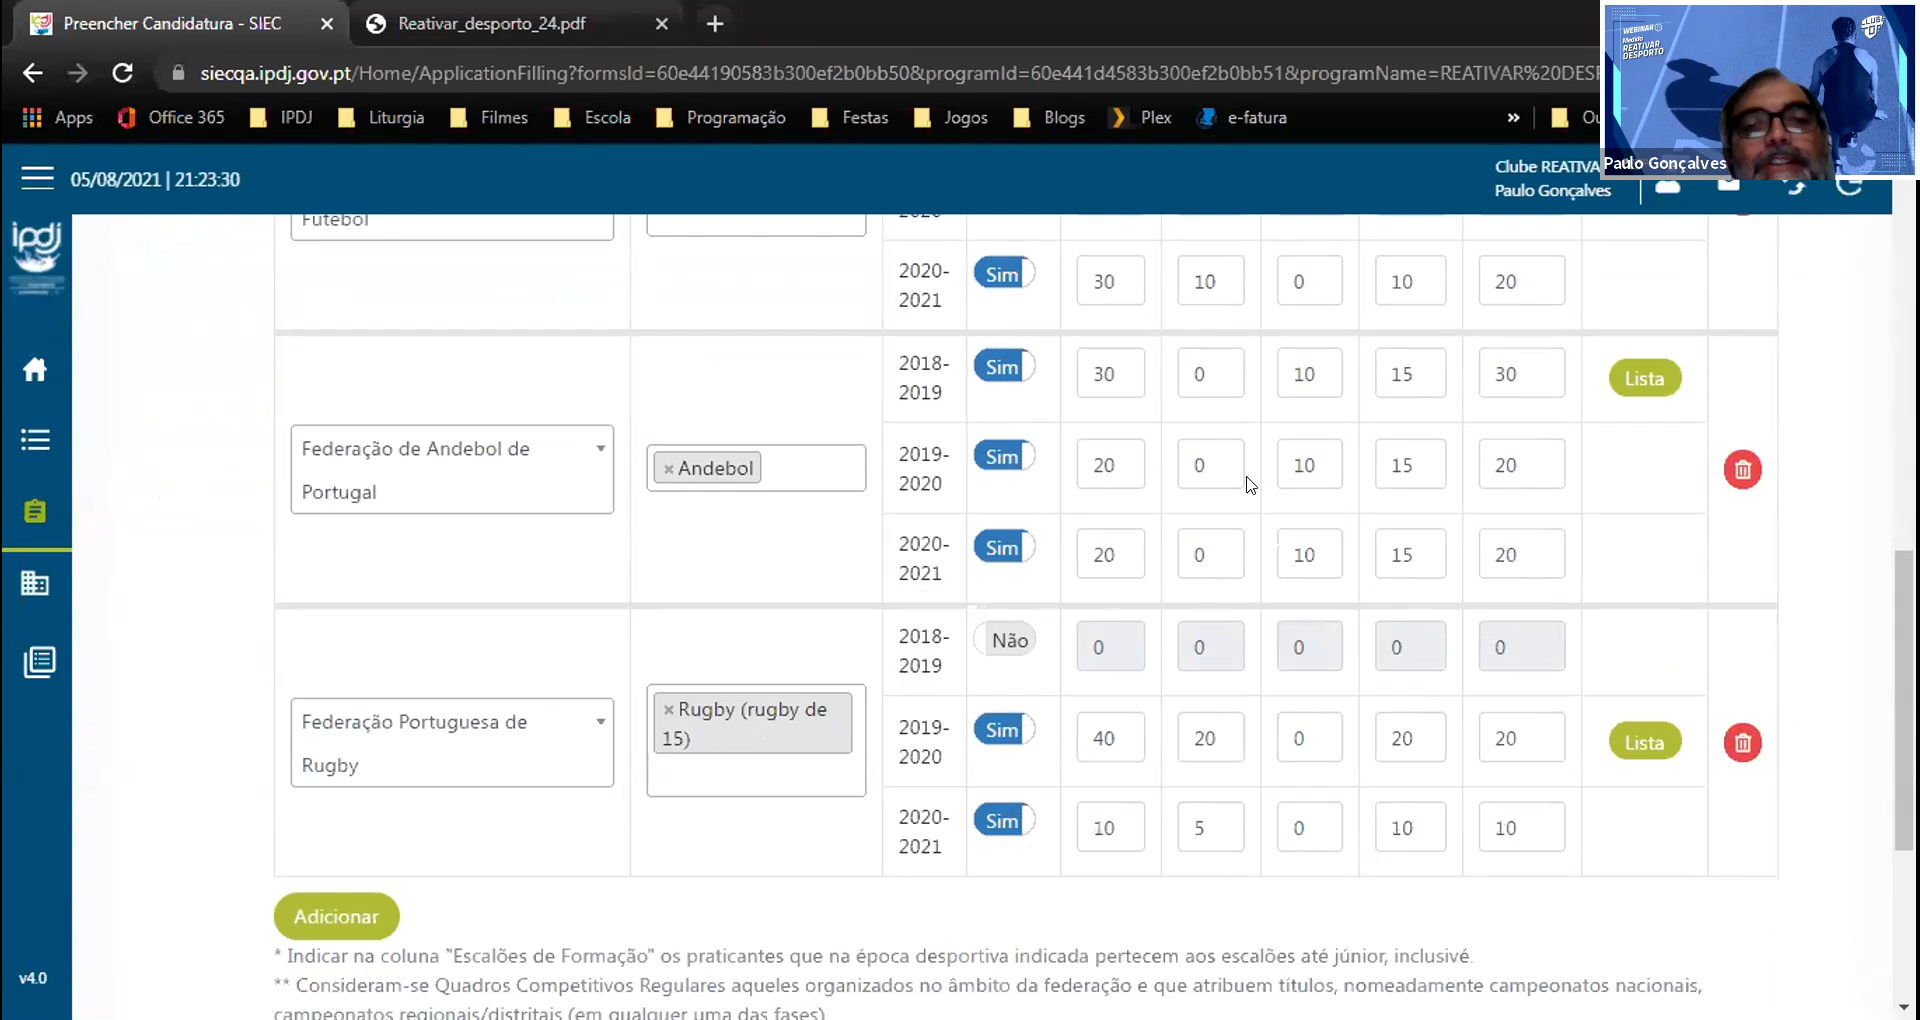 Preencher Candidatura - SIEC
Reativar_desporto_24.pdf
siecqa.ipdj.gov.pt/Home/ApplicationFilling?formsId=60e44190583b300ef2b0bb50&programId=60e441d4583b300ef2b0bb51&programName=REATIVAR%20DES
Apps Office 365 IPDJ Liturgia Filmes Escola Programação Festas Jogos Blogs Plex e-fatura » Ou
WEBINAR
Medida
REATIVAR
DESPORTO
CLUBE
TOP
Paulo Gonçalves
05/08/2021 | 21:23:30
Clube REATIVA
Paulo Gonçalves
ipdj
Futebol
2020-2021 Sim 30 10 0 10 20
Federação de Andebol de Portugal
× Andebol
2018-2019 Sim 30 0 10 15 30 Lista
2019-2020 Sim 20 0 10 15 20
2020-2021 Sim 20 0 10 15 20
Federação Portuguesa de Rugby
× Rugby (rugby de 15)
2018-2019 Não 0 0 0 0 0
2019-2020 Sim 40 20 0 20 20 Lista
2020-2021 Sim 10 5 0 10 10
Adicionar
* Indicar na coluna "Escalões de Formação" os praticantes que na época desportiva indicada pertecem aos escalões até júnior, inclusivé.
** Consideram-se Quadros Competitivos Regulares aqueles organizados no âmbito da federação e que atribuem títulos, nomeadamente campeonatos nacionais,
campeonatos regionais/distritais (em qualquer uma das fases)
v4.0